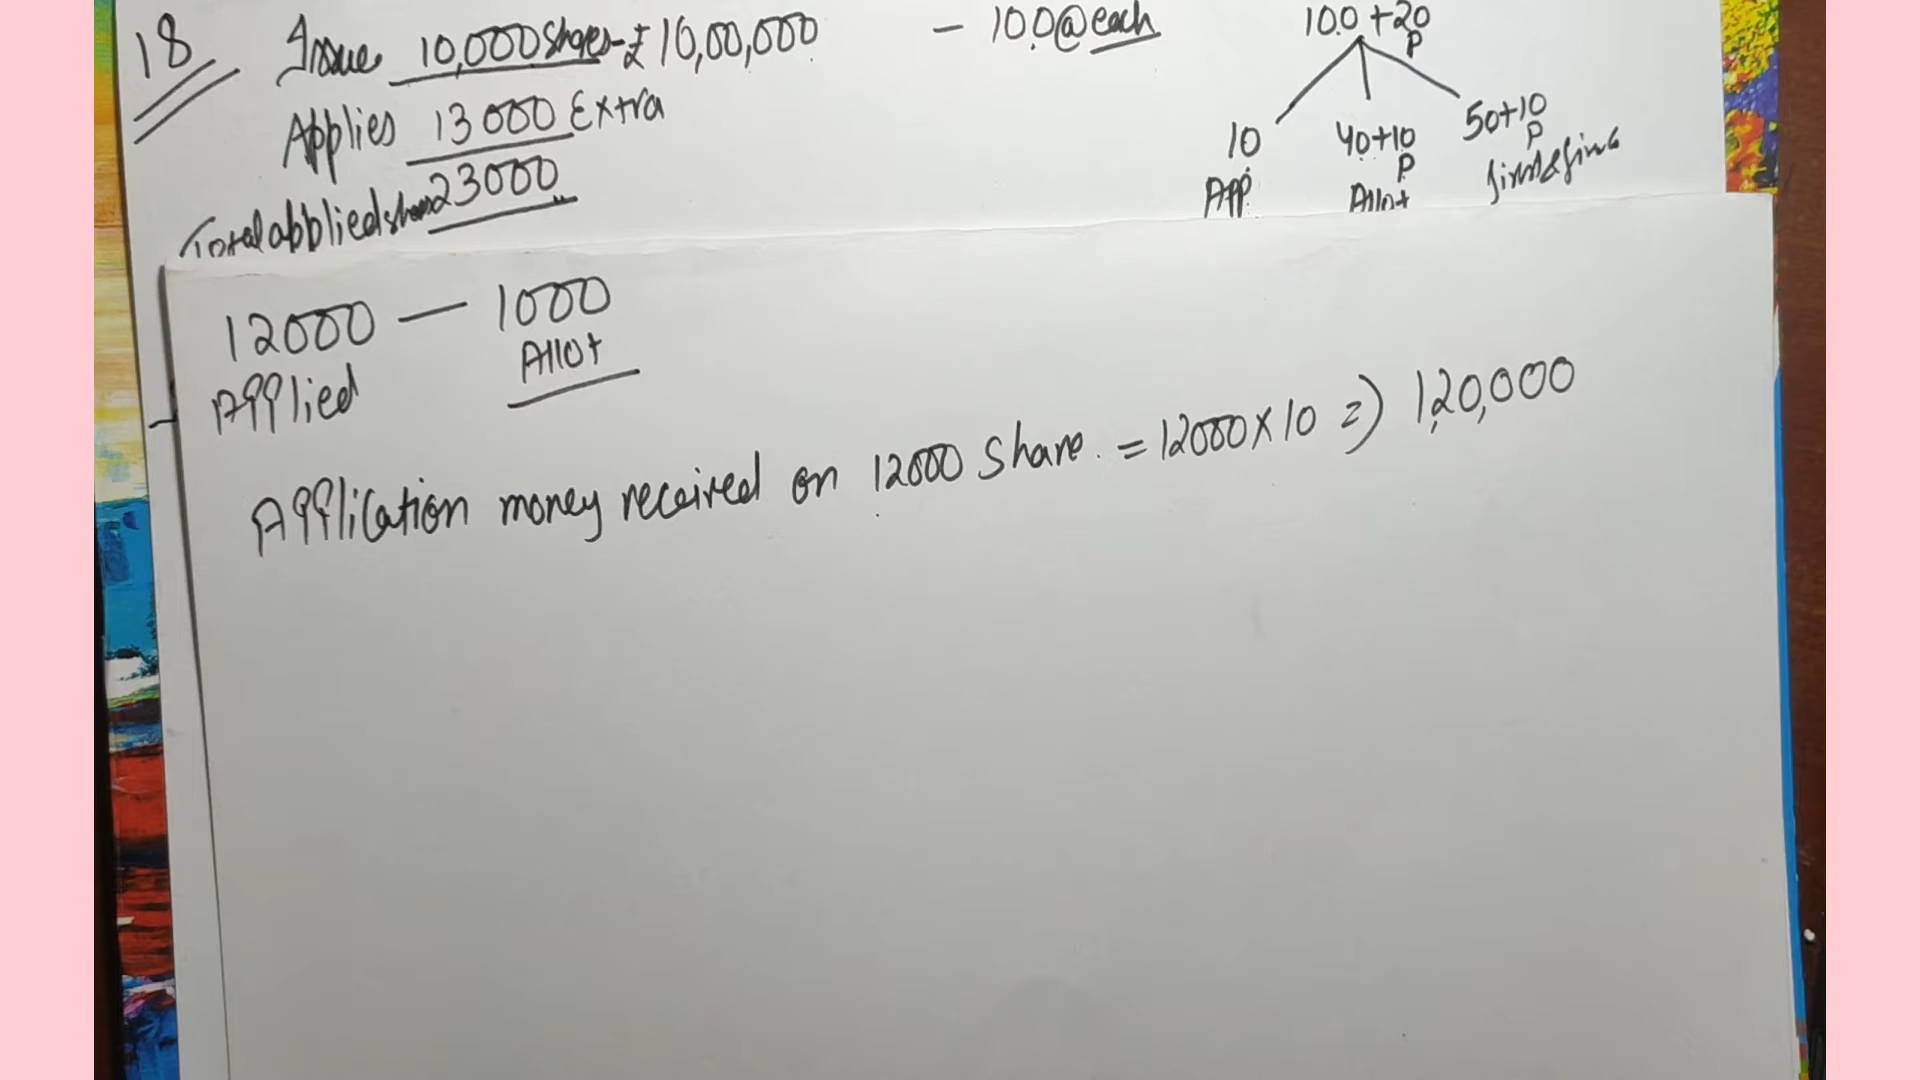 18
Issue 10,000 Shares - ₹ 10,00,000 - 100@each
Applies 13000 Extra
Total applied shares 23000
100+20
P
10
App.
40+10
P
Allot
50+10
P
first & final
12000 — 1000
Applied Allot
Application money received on 12000 Share. = 12000×10 => 1,20,000